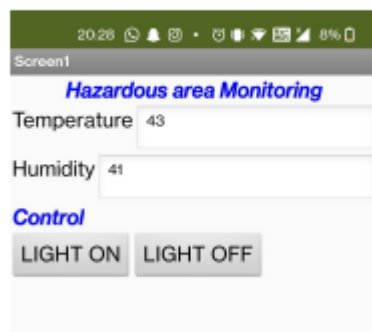 20:28 8%
Screen1
Hazardous area Monitoring
Temperature 43
Humidity 41
Control
LIGHT ON LIGHT OFF